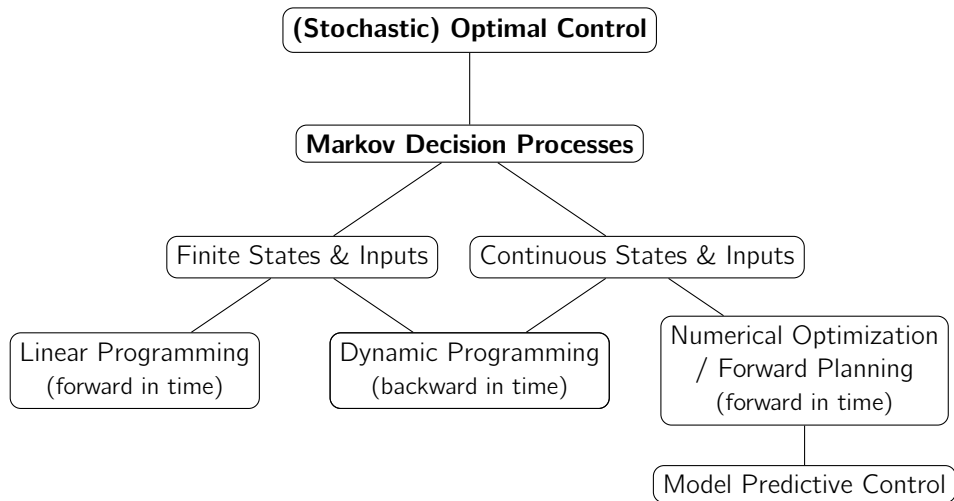 (Stochastic) Optimal Control
Markov Decision Processes
Finite States & Inputs
Continuous States & Inputs
Linear Programming
(forward in time)
Dynamic Programming
(backward in time)
Numerical Optimization
/ Forward Planning
(forward in time)
Model Predictive Control